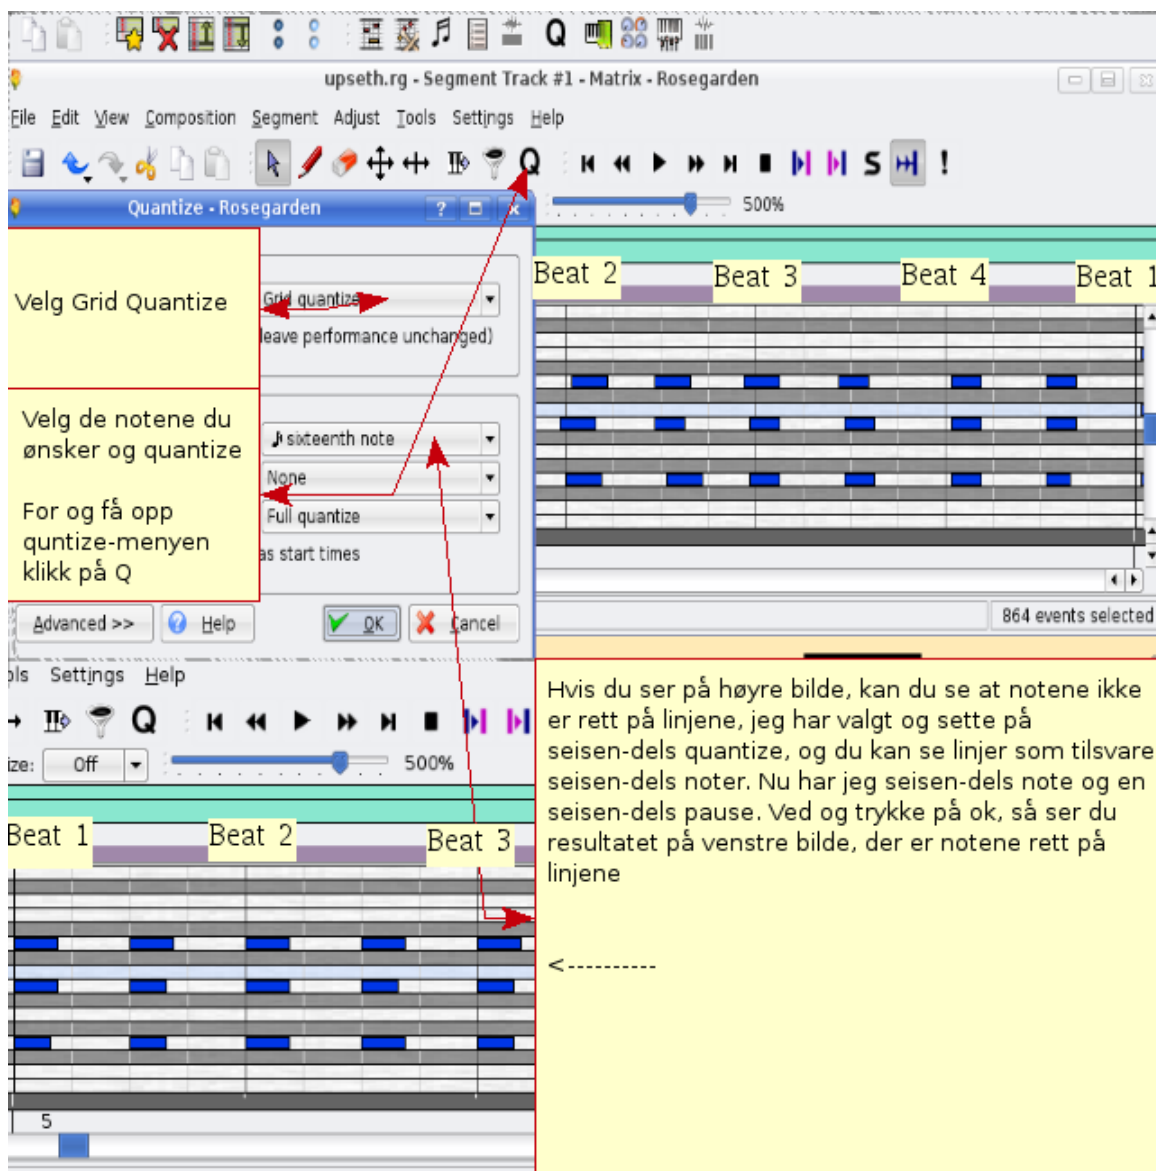 Q
upseth.rg - Segment Track #1 - Matrix - Rosegarden
File Edit View Composition Segment Adjust Tools Settings Help
Q S !
Quantize - Rosegarden ?
500%
Velg Grid Quantize
Grid quantize
leave performance unchanged)
Velg de notene du
ønsker og quantize
For og få opp
quntize-menyen
klikk på Q
sixteenth note
None
Full quantize
as start times
Advanced >> Help OK Cancel
Beat 2 Beat 3 Beat 4 Beat 1
864 events selected
ols Settings Help
Q
ize: Off 500%
Beat 1 Beat 2 Beat 3
5
Hvis du ser på høyre bilde, kan du se at notene ikke
er rett på linjene, jeg har valgt og sette på
seisen-dels quantize, og du kan se linjer som tilsvare
seisen-dels noter. Nu har jeg seisen-dels note og en
seisen-dels pause. Ved og trykke på ok, så ser du
resultatet på venstre bilde, der er notene rett på
linjene
<----------